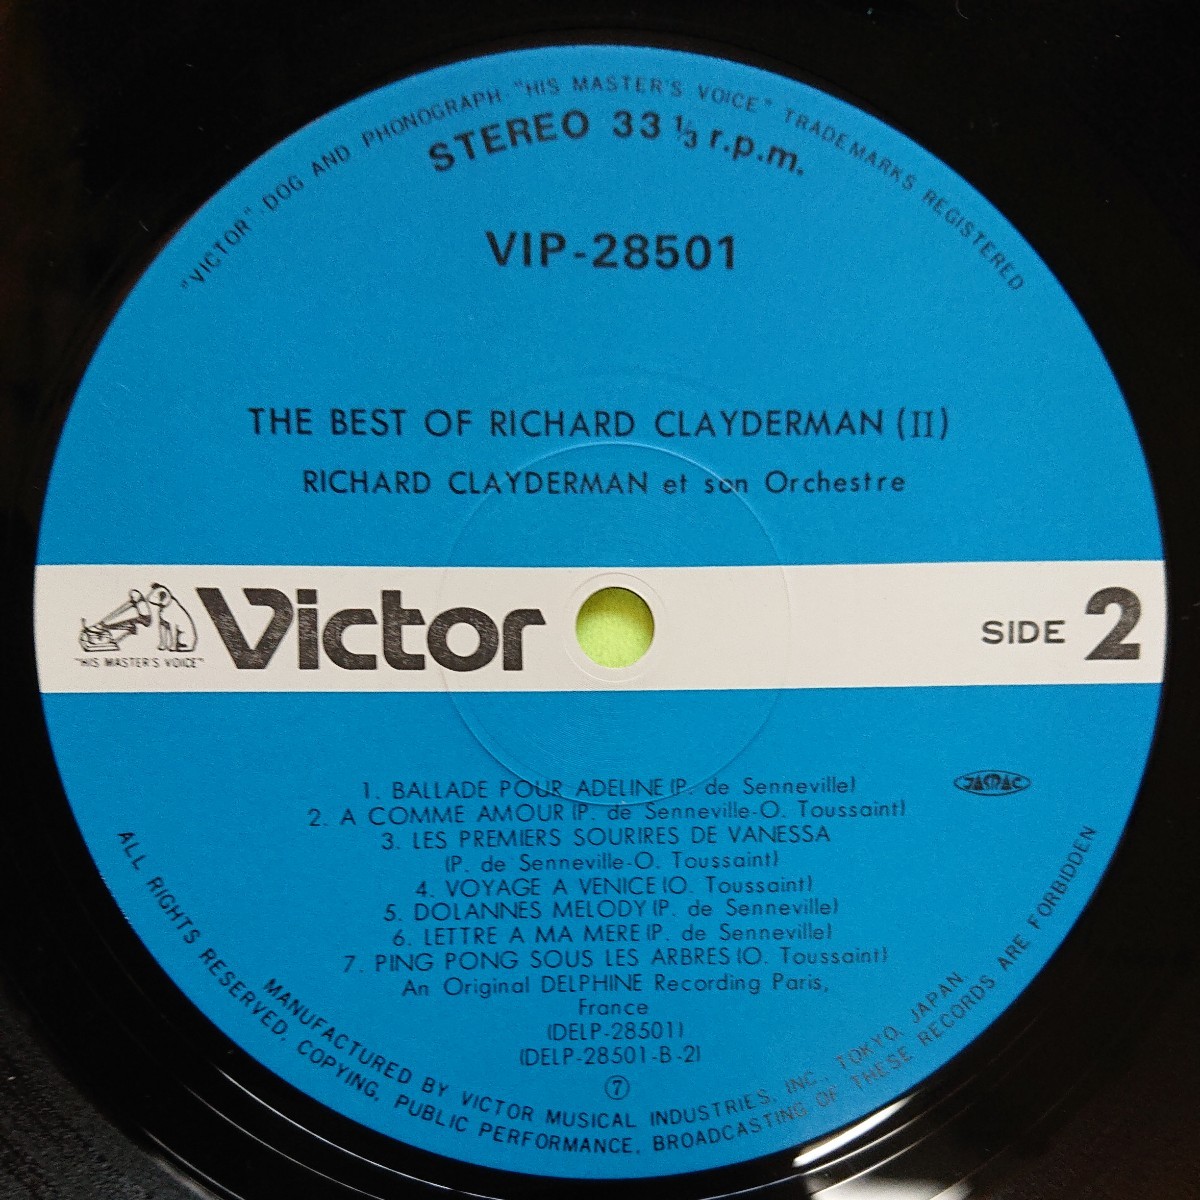 "VICTOR" DOG AND PHONOGRAPH "HIS MASTER'S VOICE" TRADEMARKS REGISTERED
STEREO 33 1/3 r.p.m.
VIP-28501
THE BEST OF RICHARD CLAYDERMAN (II)
RICHARD CLAYDERMAN et son Orchestre
"HIS MASTER'S VOICE"
Victor
SIDE 2
1. BALLADE POUR ADELINE (P. de Senneville)
JASRAC
2. A COMME AMOUR (P. de Senneville-O. Toussaint)
3. LES PREMIERS SOURIRES DE VANESSA
(P. de Senneville-O. Toussaint)
4. VOYAGE A VENICE (O. Toussaint)
5. DOLANNES MELODY (P. de Senneville)
6. LETTRE A MA MERE (P. de Senneville)
7. PING PONG SOUS LES ARBRES (O. Toussaint)
An Original DELPHINE Recording Paris,
France
(DELP-28501)
(DELP-28501-B-2)
⑦
MANUFACTURED BY VICTOR MUSICAL INDUSTRIES, INC., TOKYO, JAPAN.
ALL RIGHTS RESERVED, COPYING, PUBLIC PERFORMANCE, BROADCASTING OF THESE RECORDS ARE FORBIDDEN